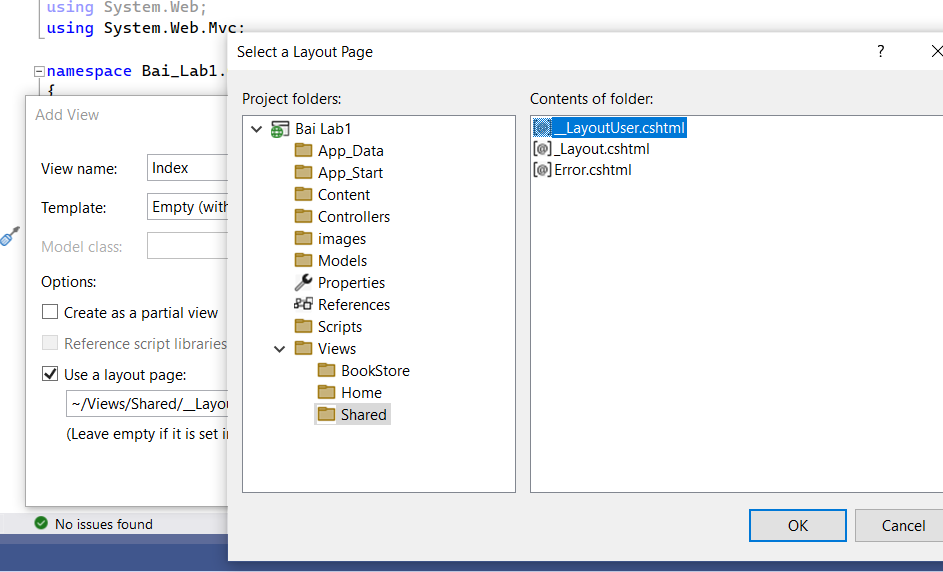 using System.Web;
using System.Web.Mvc;
namespace Bai_Lab1.
{
Add View
View name:
Index
Template:
Empty (with
Model class:
Options:
Create as a partial view
Reference script libraries
Use a layout page:
~/Views/Shared/__Layou
(Leave empty if it is set in
No issues found
Select a Layout Page
?
Project folders:
Bai Lab1
App_Data
App_Start
Content
Controllers
images
Models
Properties
References
Scripts
Views
BookStore
Home
Shared
Contents of folder:
__LayoutUser.cshtml
_Layout.cshtml
Error.cshtml
OK
Cancel